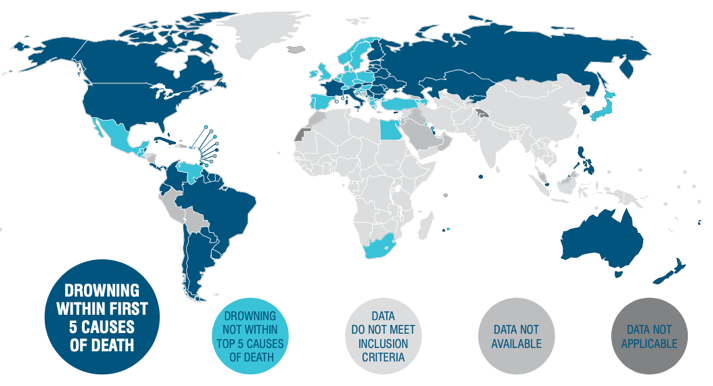 DROWNING
WITHIN FIRST
5 CAUSES
OF DEATH
DROWNING
NOT WITHIN
TOP 5 CAUSES
OF DEATH
DATA
DO NOT MEET
INCLUSION
CRITERIA
DATA NOT
AVAILABLE
DATA NOT
APPLICABLE